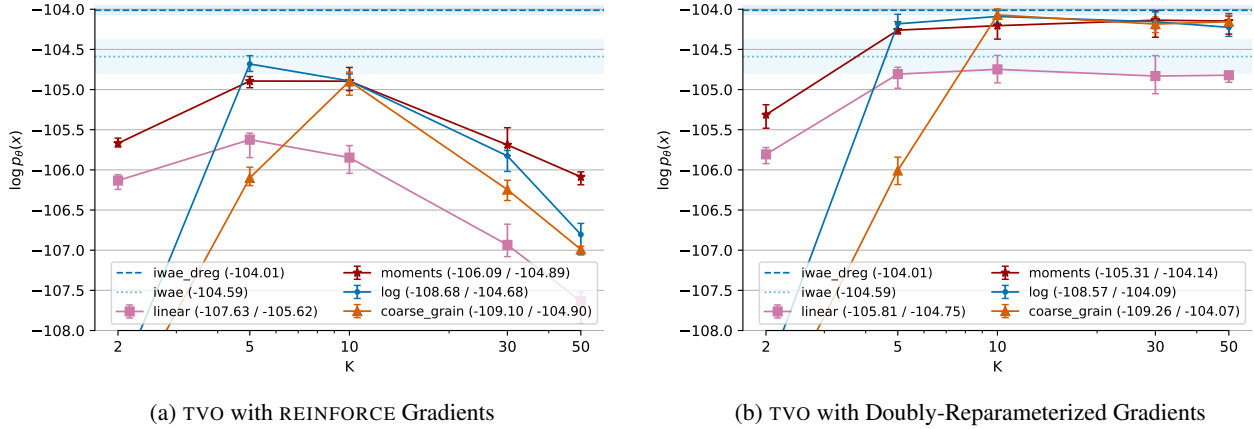 −104.0
−104.5
−105.0
−105.5
−106.0
−106.5
−107.0
−107.5
−108.0
log pθ(x)
iwae_dreg (-104.01)
iwae (-104.59)
linear (-107.63 / -105.62)
moments (-106.09 / -104.89)
log (-108.68 / -104.68)
coarse_grain (-109.10 / -104.90)
2
5
10
30
50
K
(a) TVO with REINFORCE Gradients
−104.0
−104.5
−105.0
−105.5
−106.0
−106.5
−107.0
−107.5
−108.0
log pθ(x)
iwae_dreg (-104.01)
iwae (-104.59)
linear (-105.81 / -104.75)
moments (-105.31 / -104.14)
log (-108.57 / -104.09)
coarse_grain (-109.26 / -104.07)
2
5
10
30
50
K
(b) TVO with Doubly-Reparameterized Gradients